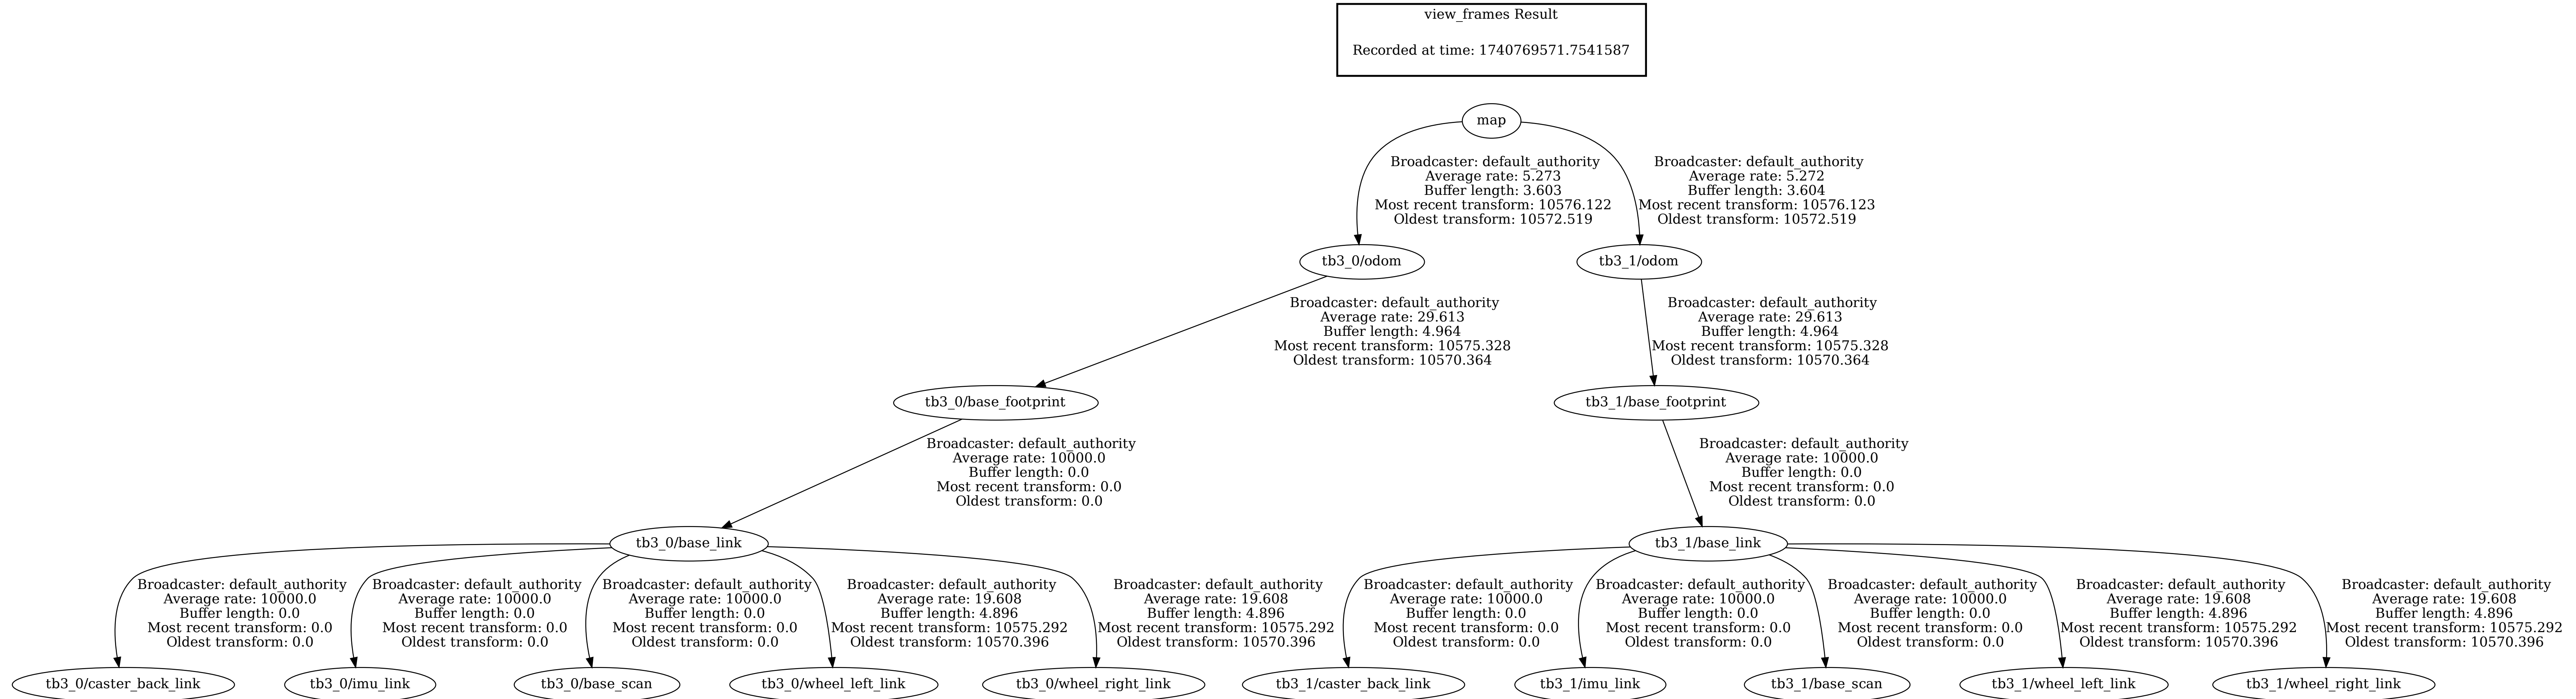 view_frames Result
Recorded at time: 1740769571.7541587
map
Broadcaster: default_authority
Average rate: 5.273
Buffer length: 3.603
Most recent transform: 10576.122
Oldest transform: 10572.519
Broadcaster: default_authority
Average rate: 5.272
Buffer length: 3.604
Most recent transform: 10576.123
Oldest transform: 10572.519
tb3_0/odom
tb3_1/odom
Broadcaster: default_authority
Average rate: 29.613
Buffer length: 4.964
Most recent transform: 10575.328
Oldest transform: 10570.364
Broadcaster: default_authority
Average rate: 29.613
Buffer length: 4.964
Most recent transform: 10575.328
Oldest transform: 10570.364
tb3_0/base_footprint
tb3_1/base_footprint
Broadcaster: default_authority
Average rate: 10000.0
Buffer length: 0.0
Most recent transform: 0.0
Oldest transform: 0.0
Broadcaster: default_authority
Average rate: 10000.0
Buffer length: 0.0
Most recent transform: 0.0
Oldest transform: 0.0
tb3_0/base_link
tb3_1/base_link
Broadcaster: default_authority
Average rate: 10000.0
Buffer length: 0.0
Most recent transform: 0.0
Oldest transform: 0.0
Broadcaster: default_authority
Average rate: 10000.0
Buffer length: 0.0
Most recent transform: 0.0
Oldest transform: 0.0
Broadcaster: default_authority
Average rate: 10000.0
Buffer length: 0.0
Most recent transform: 0.0
Oldest transform: 0.0
Broadcaster: default_authority
Average rate: 19.608
Buffer length: 4.896
Most recent transform: 10575.292
Oldest transform: 10570.396
Broadcaster: default_authority
Average rate: 19.608
Buffer length: 4.896
Most recent transform: 10575.292
Oldest transform: 10570.396
Broadcaster: default_authority
Average rate: 10000.0
Buffer length: 0.0
Most recent transform: 0.0
Oldest transform: 0.0
Broadcaster: default_authority
Average rate: 10000.0
Buffer length: 0.0
Most recent transform: 0.0
Oldest transform: 0.0
Broadcaster: default_authority
Average rate: 10000.0
Buffer length: 0.0
Most recent transform: 0.0
Oldest transform: 0.0
Broadcaster: default_authority
Average rate: 19.608
Buffer length: 4.896
Most recent transform: 10575.292
Oldest transform: 10570.396
Broadcaster: default_authority
Average rate: 19.608
Buffer length: 4.896
Most recent transform: 10575.292
Oldest transform: 10570.396
tb3_0/caster_back_link
tb3_0/imu_link
tb3_0/base_scan
tb3_0/wheel_left_link
tb3_0/wheel_right_link
tb3_1/caster_back_link
tb3_1/imu_link
tb3_1/base_scan
tb3_1/wheel_left_link
tb3_1/wheel_right_link